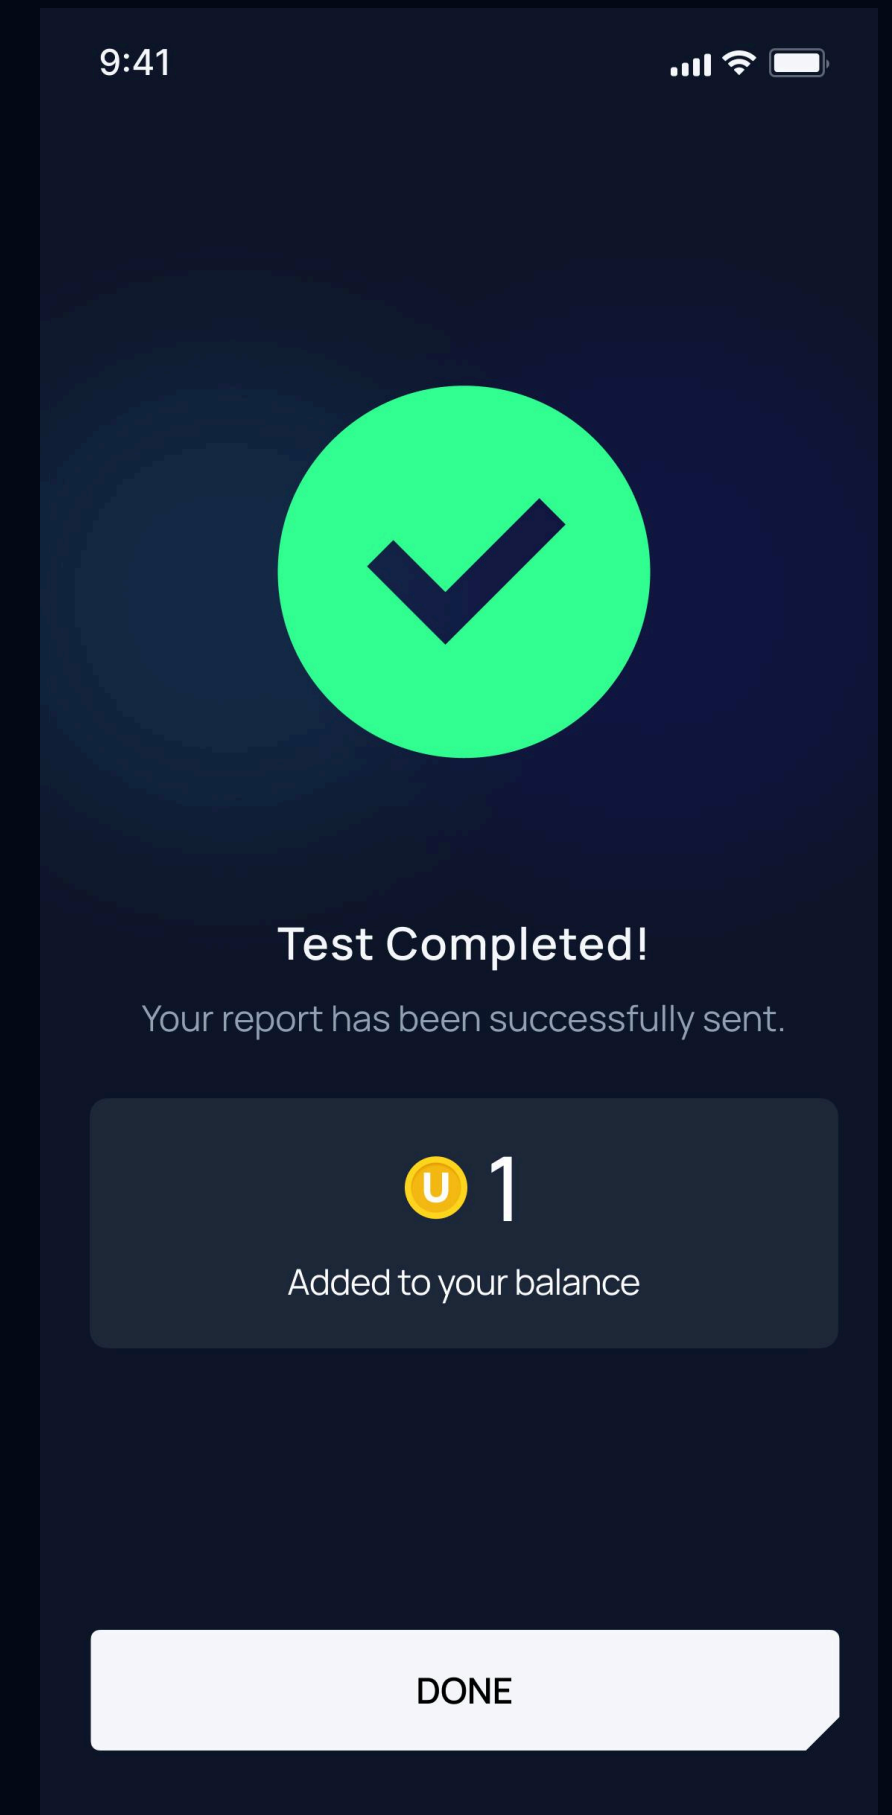 9:41
Test Completed!
Your report has been successfully sent.
U 1
Added to your balance
DONE